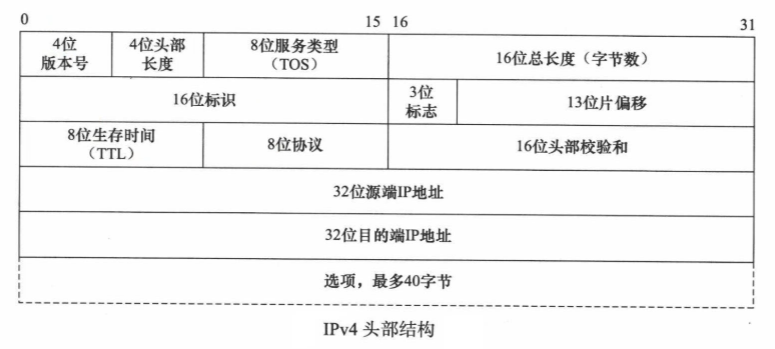 0 15 16 31
4位
版本号
4位头部
长度
8位服务类型
（TOS）
16位总长度（字节数）
16位标识
3位
标志
13位片偏移
8位生存时间
（TTL）
8位协议
16位头部校验和
32位源端IP地址
32位目的端IP地址
选项，最多40字节
IPv4 头部结构